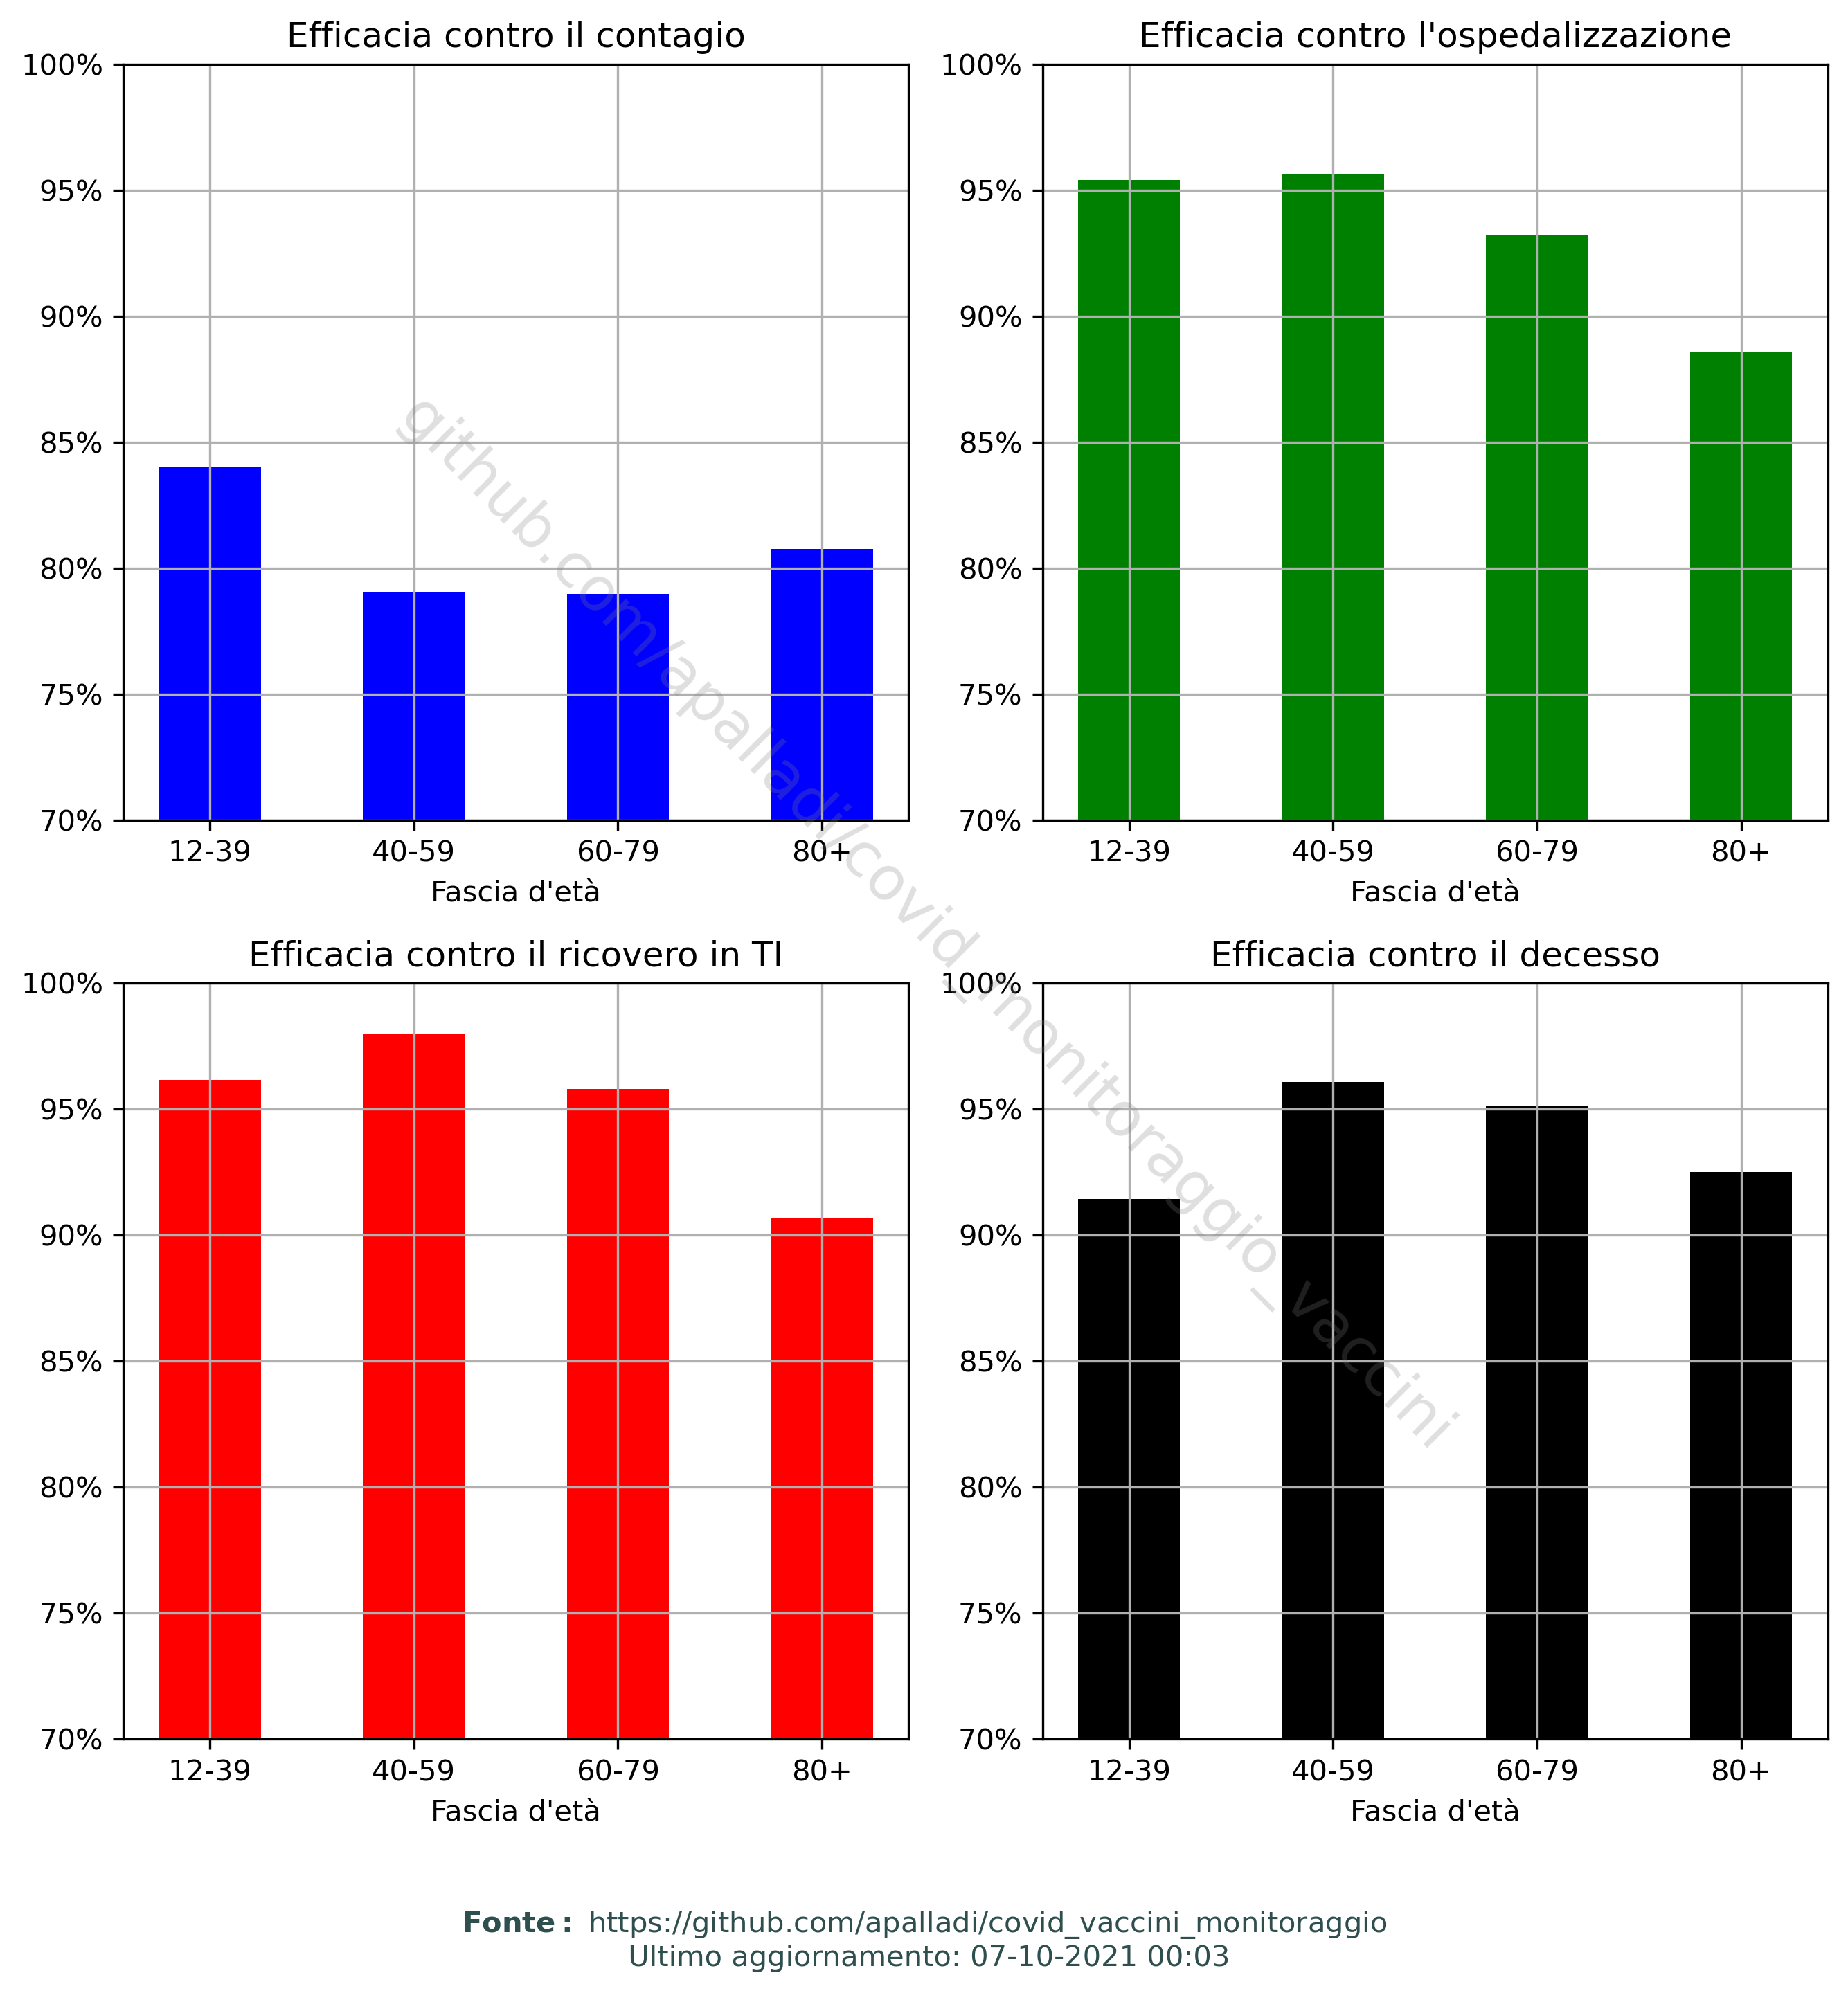 Efficacia contro il contagio
100%
95%
90%
85%
80%
75%
70%
12-39 40-59 60-79 80+
Fascia d'età
Efficacia contro l'ospedalizzazione
100%
95%
90%
85%
80%
75%
70%
12-39 40-59 60-79 80+
Fascia d'età
Efficacia contro il ricovero in TI
100%
95%
90%
85%
80%
75%
70%
12-39 40-59 60-79 80+
Fascia d'età
Efficacia contro il decesso
100%
95%
90%
85%
80%
75%
70%
12-39 40-59 60-79 80+
Fascia d'età
github.com/apalladi/covid_monitoraggio_vaccini
Fonte: https://github.com/apalladi/covid_vaccini_monitoraggio
Ultimo aggiornamento: 07-10-2021 00:03